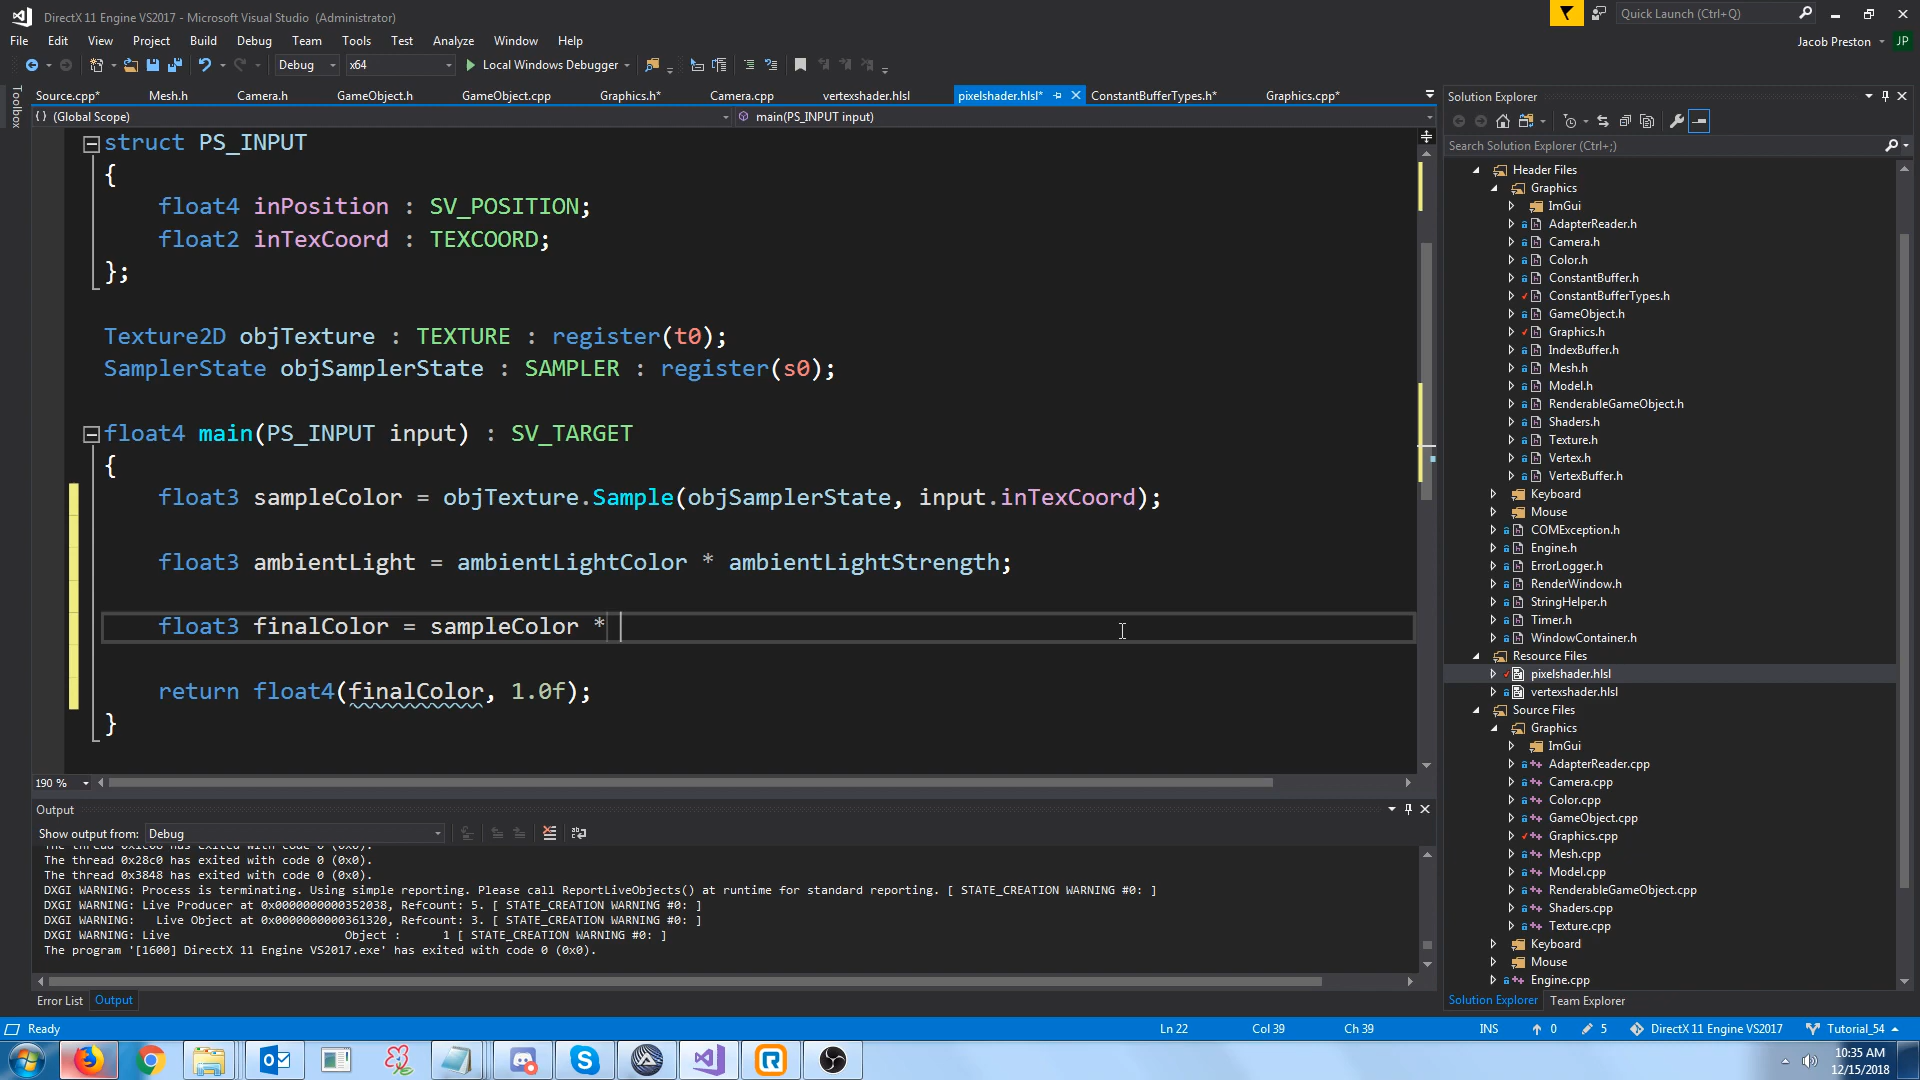 DirectX 11 Engine VS2017 - Microsoft Visual Studio (Administrator)
Quick Launch (Ctrl+Q)
File Edit View Project Build Debug Team Tools Test Analyze Window Help
Jacob Preston JP
Debug x64 Local Windows Debugger
Toolbox
Source.cpp* Mesh.h Camera.h GameObject.h GameObject.cpp Graphics.h* Camera.cpp vertexshader.hlsl pixelshader.hlsl* ConstantBufferTypes.h* Graphics.cpp*
{} (Global Scope) main(PS_INPUT input)
struct PS_INPUT
{
float4 inPosition : SV_POSITION;
float2 inTexCoord : TEXCOORD;
};
Texture2D objTexture : TEXTURE : register(t0);
SamplerState objSamplerState : SAMPLER : register(s0);
float4 main(PS_INPUT input) : SV_TARGET
{
float3 sampleColor = objTexture.Sample(objSamplerState, input.inTexCoord);
float3 ambientLight = ambientLightColor * ambientLightStrength;
float3 finalColor = sampleColor *
return float4(finalColor, 1.0f);
}
190 %
Output
Show output from: Debug
The thread 0x28c0 has exited with code 0 (0x0).
The thread 0x3848 has exited with code 0 (0x0).
DXGI WARNING: Process is terminating. Using simple reporting. Please call ReportLiveObjects() at runtime for standard reporting. [ STATE_CREATION WARNING #0: ]
DXGI WARNING: Live Producer at 0x0000000000352038, Refcount: 5. [ STATE_CREATION WARNING #0: ]
DXGI WARNING: Live Object at 0x0000000000361320, Refcount: 3. [ STATE_CREATION WARNING #0: ]
DXGI WARNING: Live Object : 1 [ STATE_CREATION WARNING #0: ]
The program '[1600] DirectX 11 Engine VS2017.exe' has exited with code 0 (0x0).
Error List Output
Solution Explorer
Search Solution Explorer (Ctrl+;)
Header Files
Graphics
ImGui
AdapterReader.h
Camera.h
Color.h
ConstantBuffer.h
ConstantBufferTypes.h
GameObject.h
Graphics.h
IndexBuffer.h
Mesh.h
Model.h
RenderableGameObject.h
Shaders.h
Texture.h
Vertex.h
VertexBuffer.h
Keyboard
Mouse
COMException.h
Engine.h
ErrorLogger.h
RenderWindow.h
StringHelper.h
Timer.h
WindowContainer.h
Resource Files
pixelshader.hlsl
vertexshader.hlsl
Source Files
Graphics
ImGui
AdapterReader.cpp
Camera.cpp
Color.cpp
GameObject.cpp
Graphics.cpp
Mesh.cpp
Model.cpp
RenderableGameObject.cpp
Shaders.cpp
Texture.cpp
Keyboard
Mouse
Engine.cpp
Solution Explorer Team Explorer
Ready Ln 22 Col 39 Ch 39 INS 0 5 DirectX 11 Engine VS2017 Tutorial_54
10:35 AM
12/15/2018